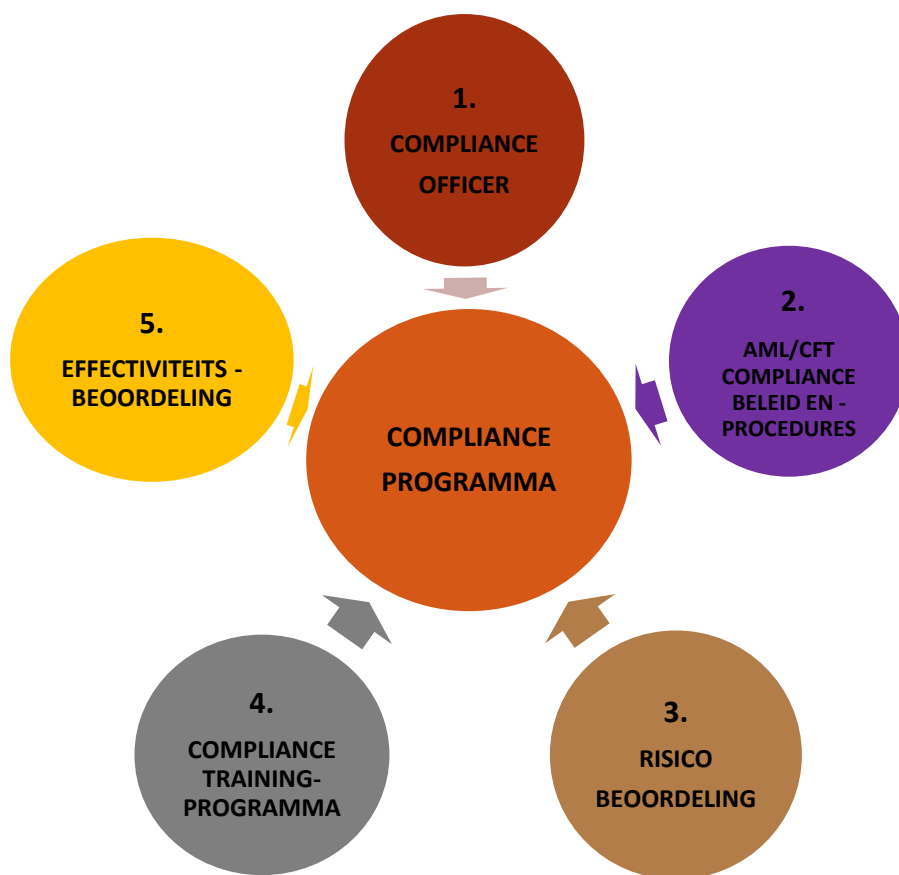 1.
COMPLIANCE
OFFICER
2.
AML/CFT
COMPLIANCE
BELEID EN -
PROCEDURES
3.
RISICO
BEOORDELING
4.
COMPLIANCE
TRAINING-
PROGRAMMA
5.
EFFECTIVITEITS -
BEOORDELING
COMPLIANCE
PROGRAMMA